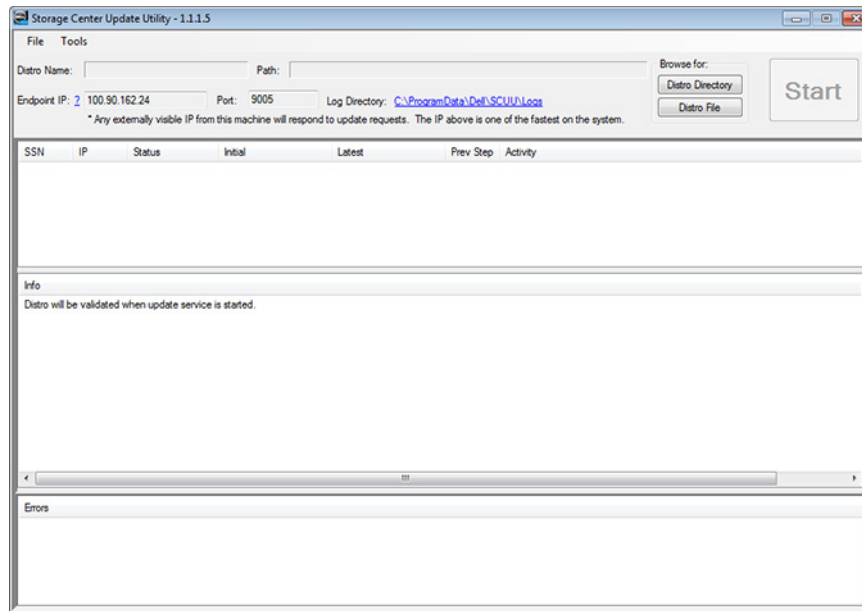 Storage Center Update Utility - 1.1.1.5
File Tools
Distro Name: Path: Browse for:
Distro Directory
Start
Endpoint IP: ? 100.90.162.24 Port: 9005 Log Directory: C:\ProgramData\Dell\SCUU\Logs
Distro File
* Any externally visible IP from this machine will respond to update requests. The IP above is one of the fastest on the system.
SSN IP Status Initial Latest Prev Step Activity
Info
Distro will be validated when update service is started.
Errors